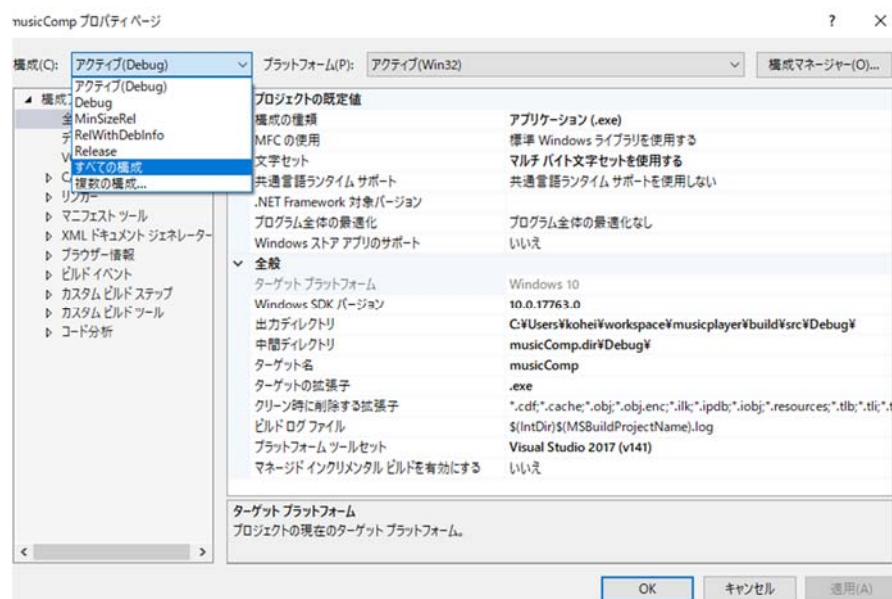 musicComp プロパティ ページ
? ×
構成(C): アクティブ(Debug) プラットフォーム(P): アクティブ(Win32) 構成マネージャー(O)...
アクティブ(Debug)
Debug
MinSizeRel
RelWithDebInfo
Release
すべての構成
複数の構成...
リンカー
マニフェスト ツール
XML ドキュメント ジェネレーター
ブラウザー情報
ビルド イベント
カスタム ビルド ステップ
カスタム ビルド ツール
コード分析
プロジェクトの既定値
構成の種類 アプリケーション (.exe)
MFC の使用 標準 Windows ライブラリを使用する
文字セット マルチ バイト文字セットを使用する
共通言語ランタイム サポート 共通言語ランタイム サポートを使用しない
.NET Framework 対象バージョン
プログラム全体の最適化 プログラム全体の最適化なし
Windows ストア アプリのサポート いいえ
全般
ターゲット プラットフォーム Windows 10
Windows SDK バージョン 10.0.17763.0
出力ディレクトリ C:¥Users¥kohei¥workspace¥musicplayer¥build¥src¥Debug¥
中間ディレクトリ musicComp.dir¥Debug¥
ターゲット名 musicComp
ターゲットの拡張子 .exe
クリーン時に削除する拡張子 *.cdf;*.cache;*.obj;*.obj.enc;*.ilk;*.ipdb;*.iobj;*.resources;*.tlb;*.tli;*.t
ビルド ログ ファイル $(IntDir)$(MSBuildProjectName).log
プラットフォーム ツールセット Visual Studio 2017 (v141)
マネージド インクリメンタル ビルドを有効にする いいえ
ターゲット プラットフォーム
プロジェクトの現在のターゲット プラットフォーム。
OK キャンセル 適用(A)